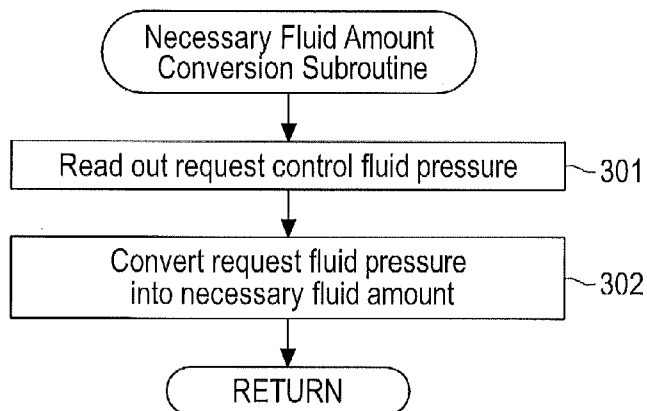 Necessary Fluid Amount
Conversion Subroutine
Read out request control fluid pressure
301
Convert request fluid pressure
into necessary fluid amount
302
RETURN